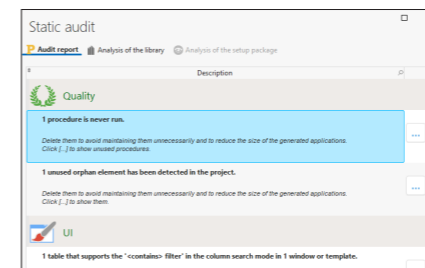 Static audit
Audit report Analysis of the library Analysis of the setup package
Description
Quality
1 procedure is never run.
...
Delete them to avoid maintaining them unnecessarily and to reduce the size of the generated applications.
Click [..] to show unused procedures.
1 unused orphan element has been detected in the project.
...
Delete them to avoid maintaining them unnecessarily and to reduce the size of the generated applications.
Click [..] to show them.
UI
1 table that supports the '<contains> filter' in the column search mode in 1 window or template.